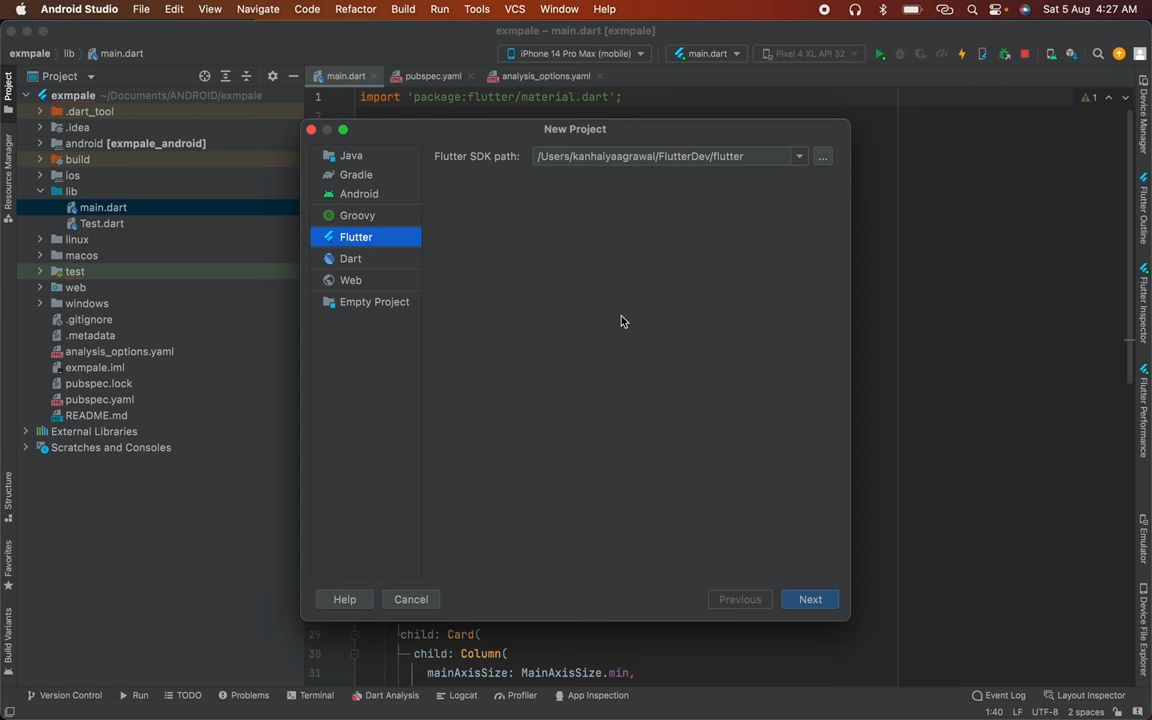 Android Studio File Edit View Navigate Code Refactor Build Run Tools VCS Window Help Sat 5 Aug 4:27 AM
exmpale – main.dart [exmpale]
exmpale lib main.dart iPhone 14 Pro Max (mobile) main.dart Pixel 4 XL API 32
Project main.dart pubspec.yaml analysis_options.yaml
exmpale ~/Documents/ANDROID/exmpale
.dart_tool
.idea
android [exmpale_android]
build
ios
lib
main.dart
Test.dart
linux
macos
test
web
windows
.gitignore
.metadata
analysis_options.yaml
exmpale.iml
pubspec.lock
pubspec.yaml
README.md
External Libraries
Scratches and Consoles
Project
Resource Manager
Structure
Favorites
Build Variants
1 import 'package:flutter/material.dart';
2
1
New Project
Java
Gradle
Android
Groovy
Flutter
Dart
Web
Empty Project
Flutter SDK path: /Users/kanhaiyaagrawal/FlutterDev/flutter ...
Help Cancel Previous Next
29 child: Card(
30 child: Column(
31 mainAxisSize: MainAxisSize.min,
Device Manager
Flutter Outline
Flutter Inspector
Flutter Performance
Emulator
Device File Explorer
Version Control Run TODO Problems Terminal Dart Analysis Logcat Profiler App Inspection Event Log Layout Inspector
1:40 LF UTF-8 2 spaces